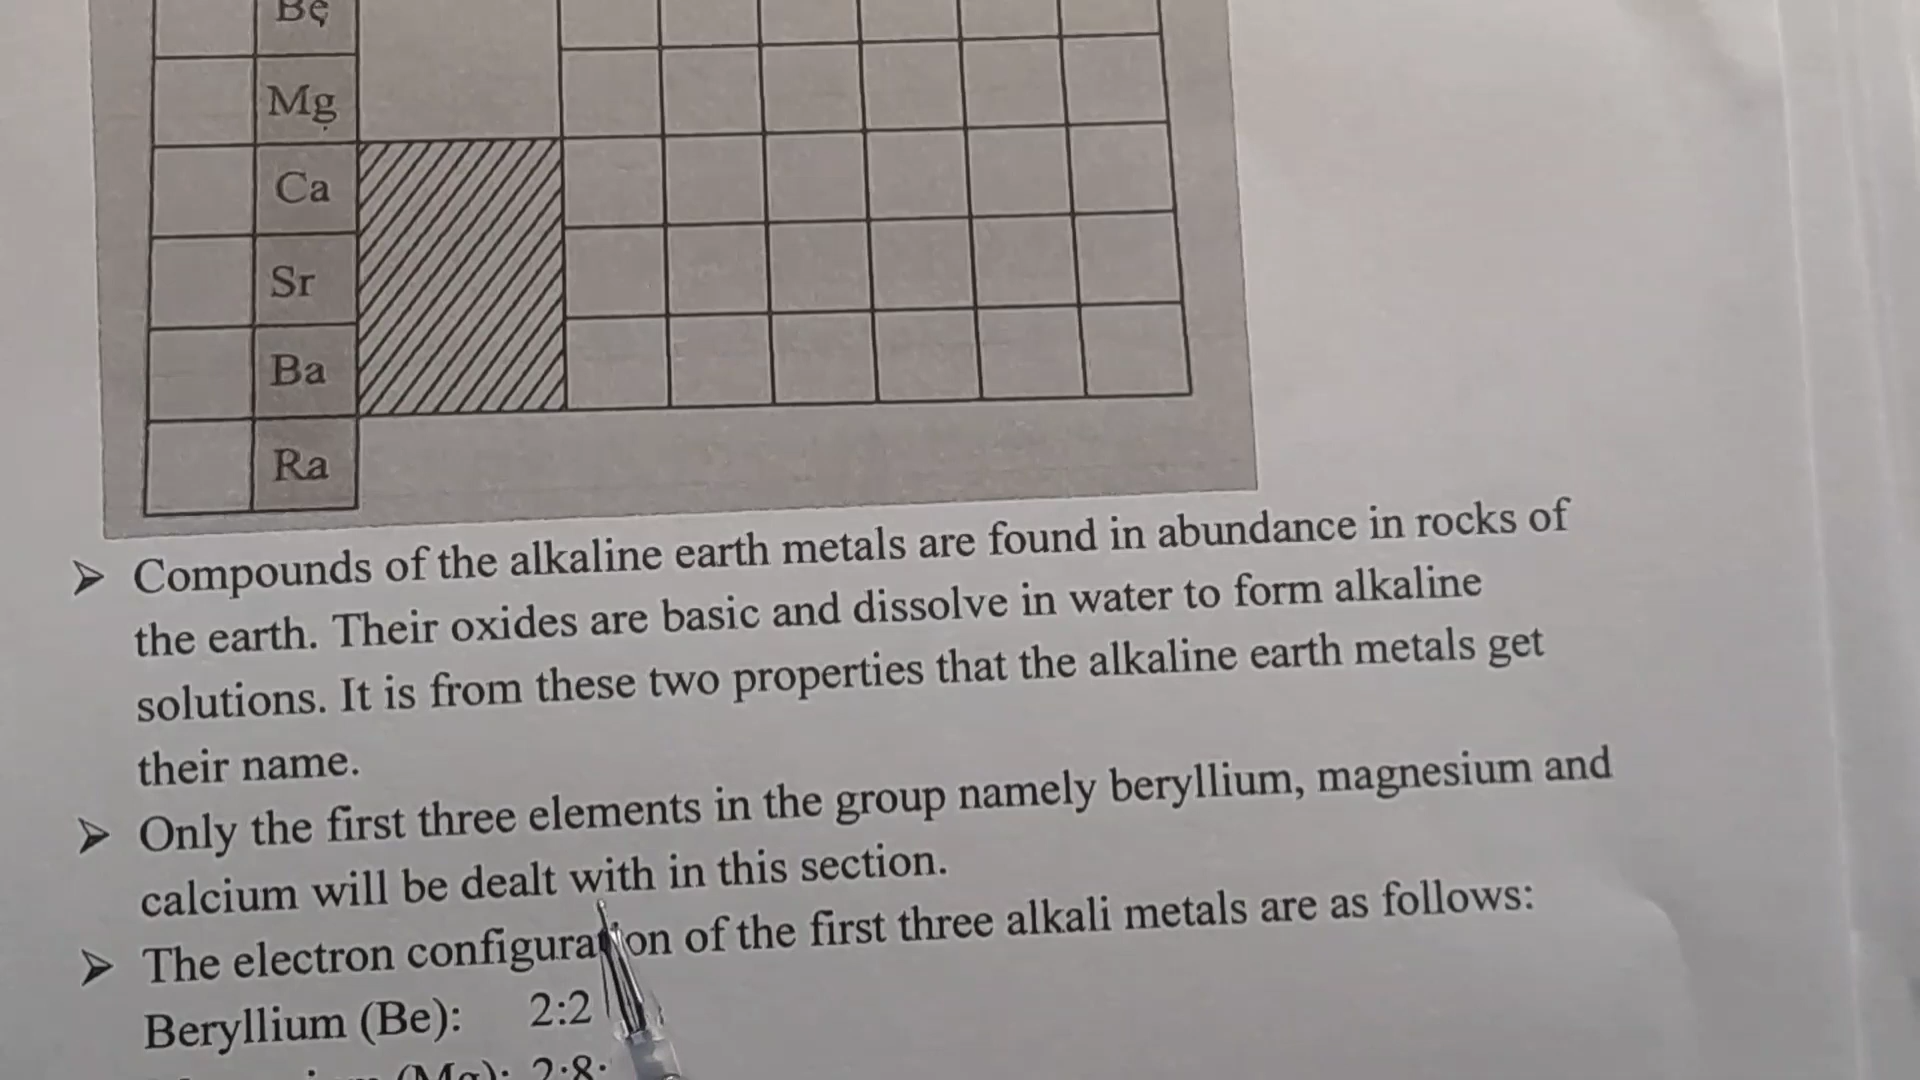 Be
Mg
Ca
Sr
Ba
Ra
➢ Compounds of the alkaline earth metals are found in abundance in rocks of
the earth. Their oxides are basic and dissolve in water to form alkaline
solutions. It is from these two properties that the alkaline earth metals get
their name.
➢ Only the first three elements in the group namely beryllium, magnesium and
calcium will be dealt with in this section.
➢ The electron configuration of the first three alkali metals are as follows:
Beryllium (Be): 2:2
(Mg): 2:8: